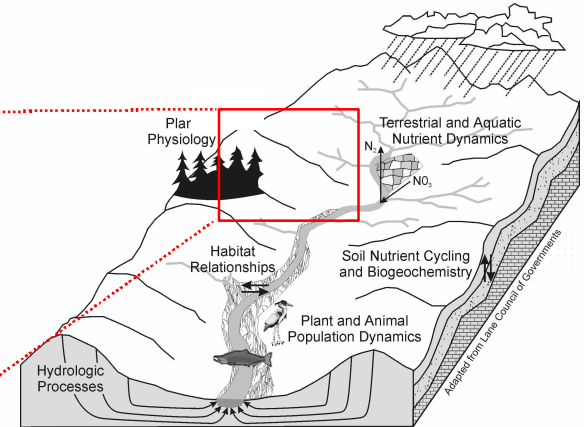 Plar
Physiology
Terrestrial and Aquatic
Nutrient Dynamics
N2
N03
Habitat
Relationships
Soil Nutrient Cycling
and Biogeochemistry
Plant and Animal
Population Dynamics
Hydrologic
Processes
Adapted from Lane Council of Governments